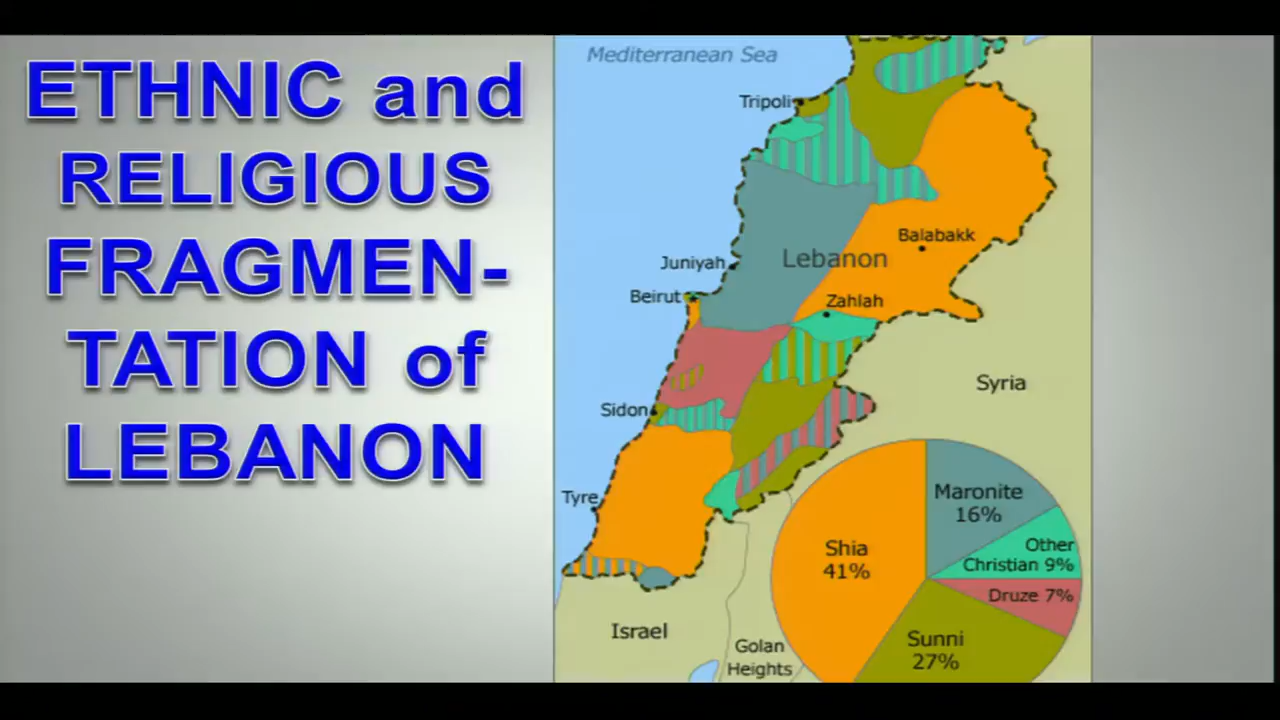 ETHNIC and
RELIGIOUS
FRAGMEN-
TATION of
LEBANON
Mediterranean Sea
Tripoli
Balabakk
Lebanon
Juniyah
Beirut
Zahlah
Syria
Sidon
Tyre
Israel
Golan
Heights
Maronite
16%
Other
Christian 9%
Druze 7%
Shia
41%
Sunni
27%